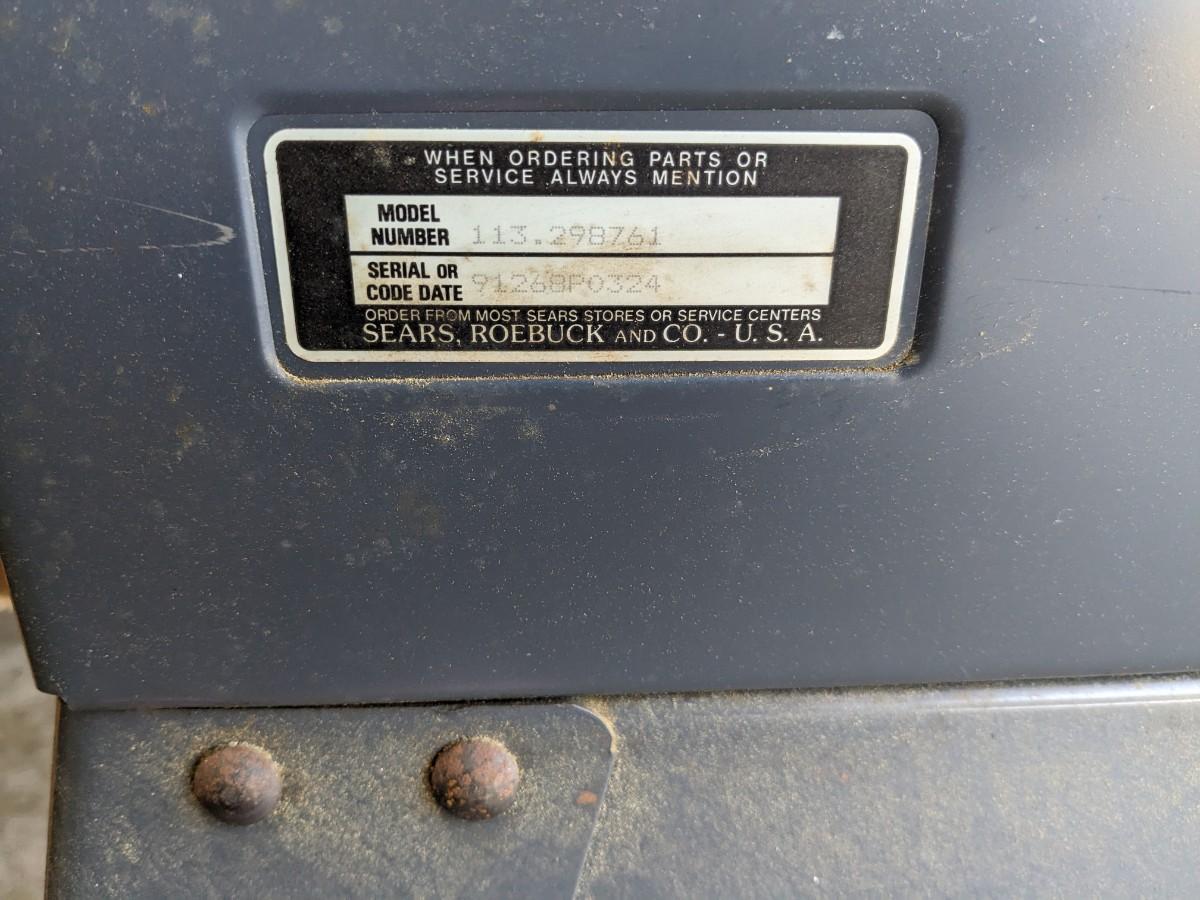 WHEN ORDERING PARTS OR
SERVICE ALWAYS MENTION
MODEL
NUMBER 113.298761
SERIAL OR
CODE DATE 91268P0324
ORDER FROM MOST SEARS STORES OR SERVICE CENTERS
SEARS, ROEBUCK AND CO. - U. S. A.